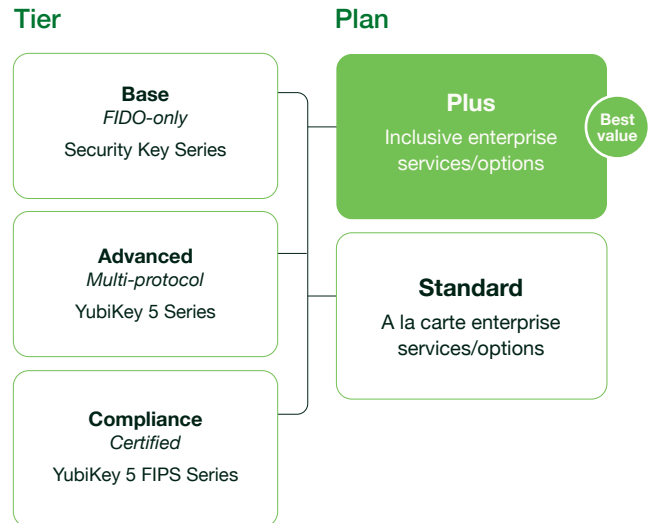 Tier
Base
FIDO-only
Security Key Series
Advanced
Multi-protocol
YubiKey 5 Series
Compliance
Certified
YubiKey 5 FIPS Series
Plan
Plus
Inclusive enterprise
services/options
Best
value
Standard
A la carte enterprise
services/options